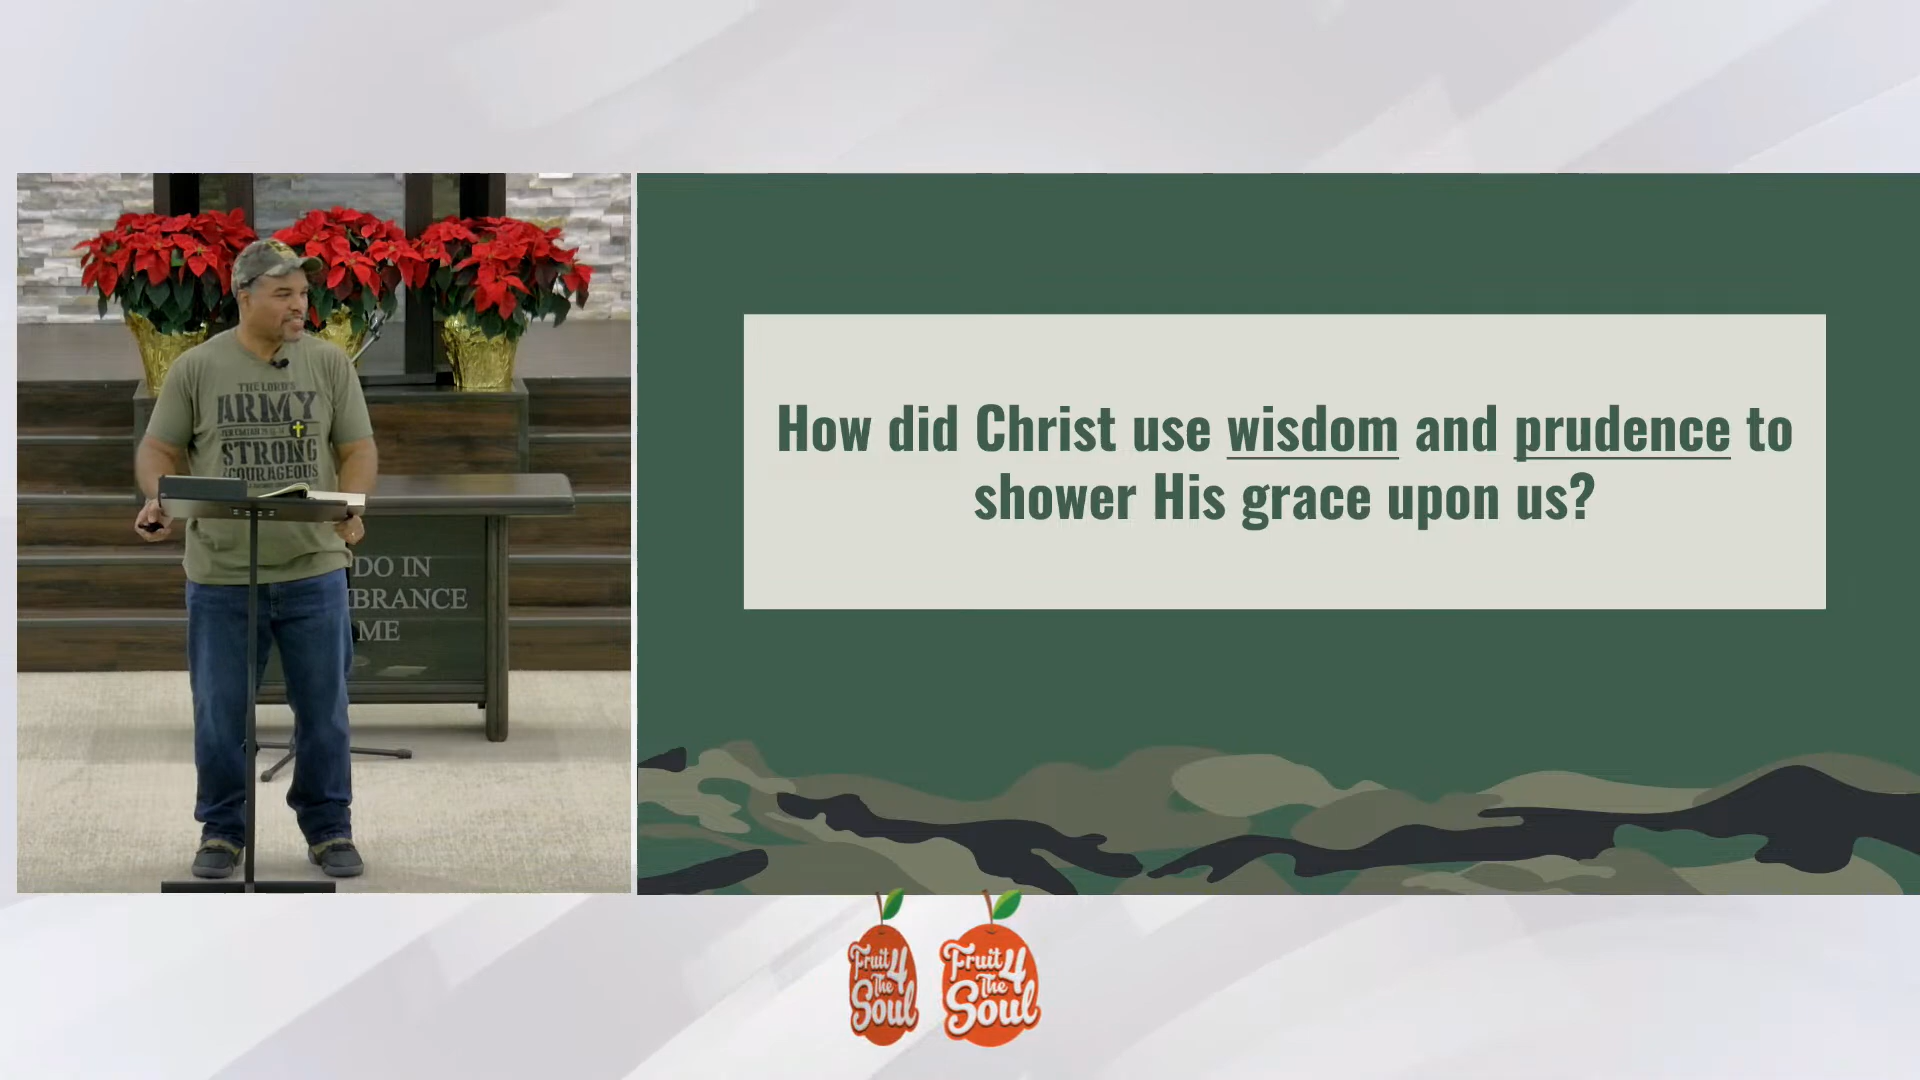 THE LORD'S
ARMY
STRONG
COURAGEOUS
DO IN
BRANCE
ME
How did Christ use wisdom and prudence to
shower His grace upon us?
Fruit 4
The
Soul
Fruit 4
The
Soul